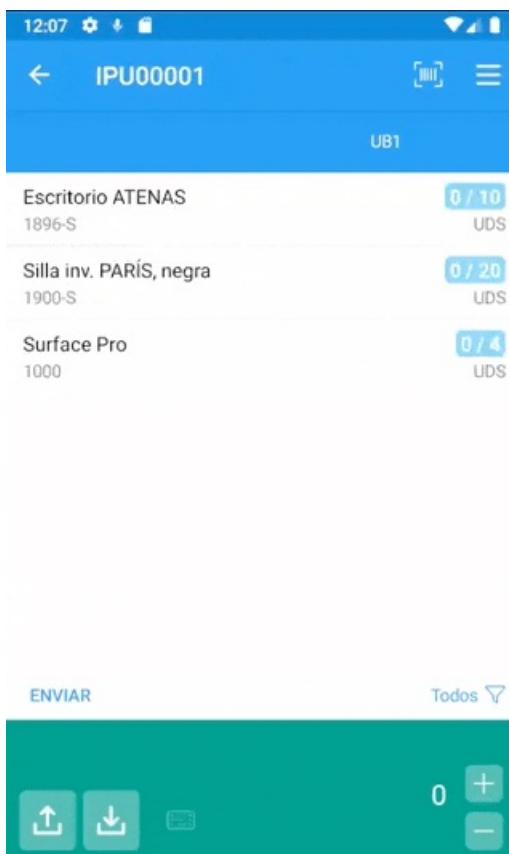 12:07
IPU00001
UB1
Escritorio ATENAS
0 / 10
1896-S
UDS
Silla inv. PARÍS, negra
0 / 20
1900-S
UDS
Surface Pro
0 / 4
1000
UDS
ENVIAR
Todos
0